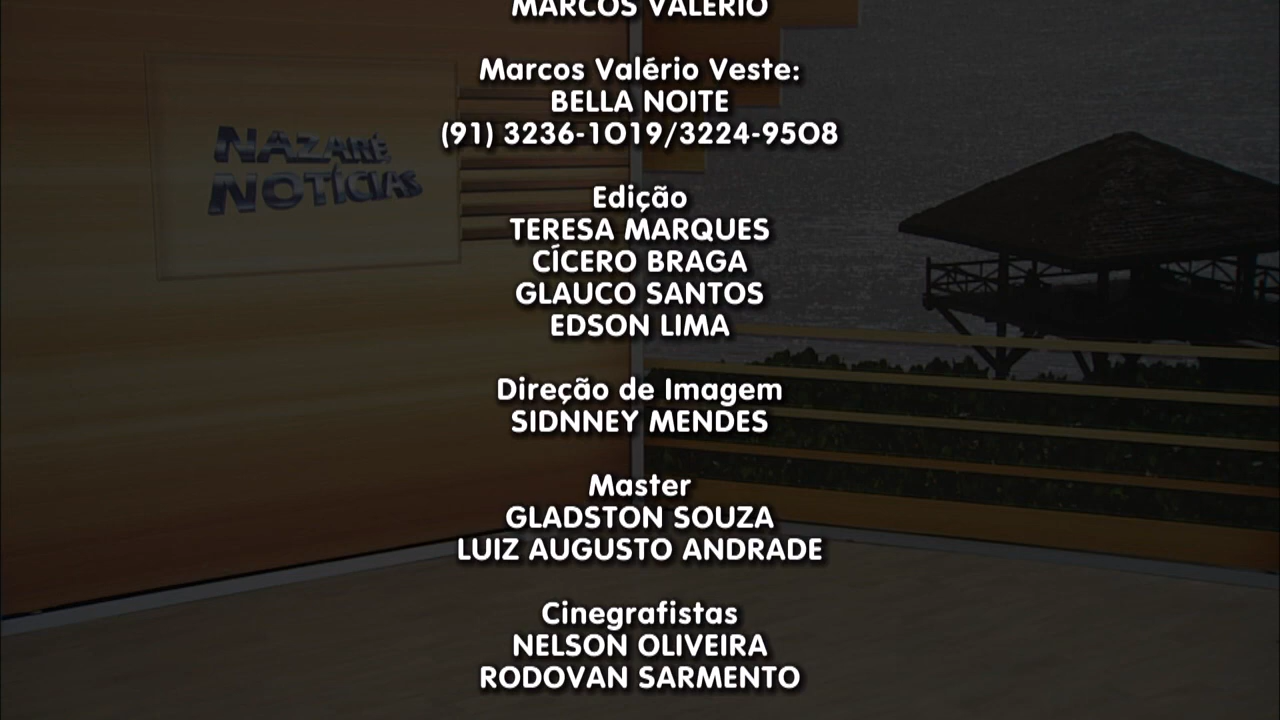 MARCOS VALÉRIO
Marcos Valério Veste:
BELLA NOITE
(91) 3236-1019/3224-9508
NAZARÉ
NOTÍCIAS
Edição
TERESA MARQUES
CÍCERO BRAGA
GLAUCO SANTOS
EDSON LIMA
Direção de Imagem
SIDNNEY MENDES
Master
GLADSTON SOUZA
LUIZ AUGUSTO ANDRADE
Cinegrafistas
NELSON OLIVEIRA
RODOVAN SARMENTO